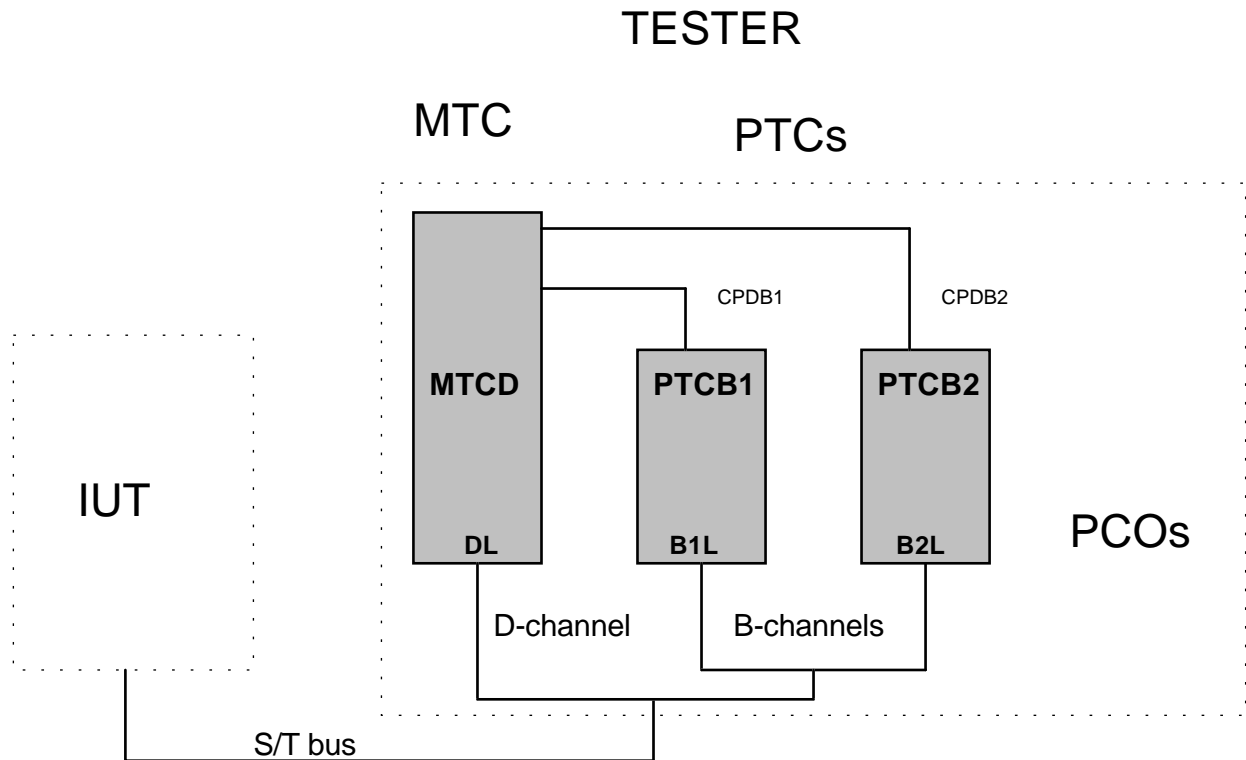 TESTER
MTC
PTCs
CPDB1
CPDB2
MTCD
PTCB1
PTCB2
IUT
PCOs
DL
B1L
B2L
D-channel
B-channels
S/T bus